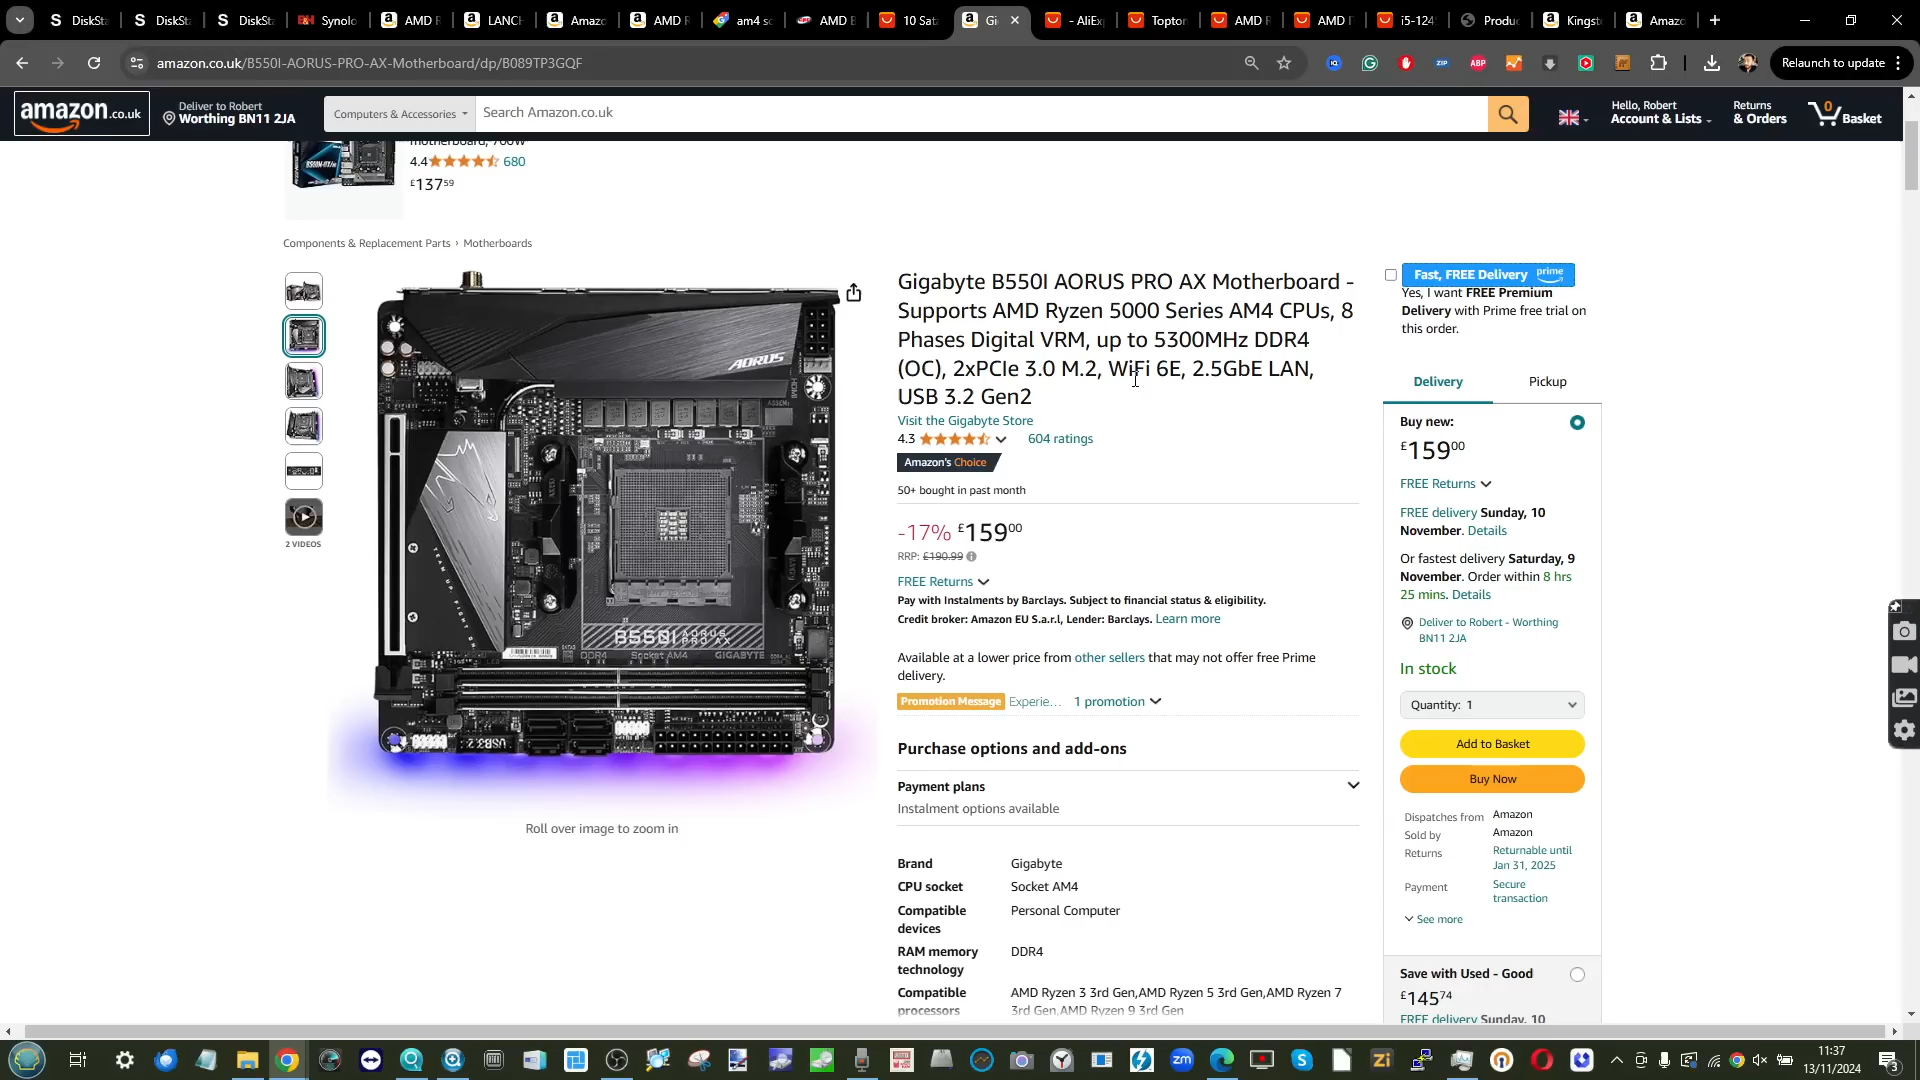 DiskSta
DiskSta
DiskSta
Synolo
AMD R
LANCH
Amazo
AMD R
am4 so
AMD B
10 Sata
Gi
- AliEx
Topton
AMD R
AMD I
i5-124
Produc
Kingst
Amazo
amazon.co.uk/B550I-AORUS-PRO-AX-Motherboard/dp/B089TP3GQF
Relaunch to update
amazon.co.uk
Deliver to Robert
Worthing BN11 2JA
Computers & Accessories
Search Amazon.co.uk
Hello, Robert
Account & Lists
Returns
& Orders
0
Basket
motherboard, 700W
4.4 680
£137 59
Components & Replacement Parts › Motherboards
AORUS
TEAM UP. FIGHT ON.
B550I AORUS PRO AX
DDR4 Socket AM4 GIGABYTE
2 VIDEOS
Roll over image to zoom in
Gigabyte B550I AORUS PRO AX Motherboard -
Supports AMD Ryzen 5000 Series AM4 CPUs, 8
Phases Digital VRM, up to 5300MHz DDR4
(OC), 2xPCIe 3.0 M.2, WiFi 6E, 2.5GbE LAN,
USB 3.2 Gen2
Visit the Gigabyte Store
4.3 604 ratings
Amazon's Choice
50+ bought in past month
-17% £159 00
RRP: £190.99
FREE Returns
Pay with Instalments by Barclays. Subject to financial status & eligibility.
Credit broker: Amazon EU S.a.r.l, Lender: Barclays. Learn more
Available at a lower price from other sellers that may not offer free Prime
delivery.
Promotion Message Experie… 1 promotion
Purchase options and add-ons
Payment plans
Instalment options available
Brand Gigabyte
CPU socket Socket AM4
Compatible
devices
Personal Computer
RAM memory
technology
DDR4
Compatible
processors
AMD Ryzen 3 3rd Gen,AMD Ryzen 5 3rd Gen,AMD Ryzen 7
3rd Gen,AMD Ryzen 9 3rd Gen
Fast, FREE Delivery prime
Yes, I want FREE Premium
Delivery with Prime free trial on
this order.
Delivery
Pickup
Buy new:
£159 00
FREE Returns
FREE delivery Sunday, 10
November. Details
Or fastest delivery Saturday, 9
November. Order within 8 hrs
25 mins. Details
Deliver to Robert - Worthing
BN11 2JA
In stock
Quantity: 1
Add to Basket
Buy Now
Dispatches from Amazon
Sold by Amazon
Returns Returnable until
Jan 31, 2025
Payment Secure
transaction
See more
Save with Used - Good
£145 74
FREE delivery Sunday, 10
11:37
13/11/2024
3